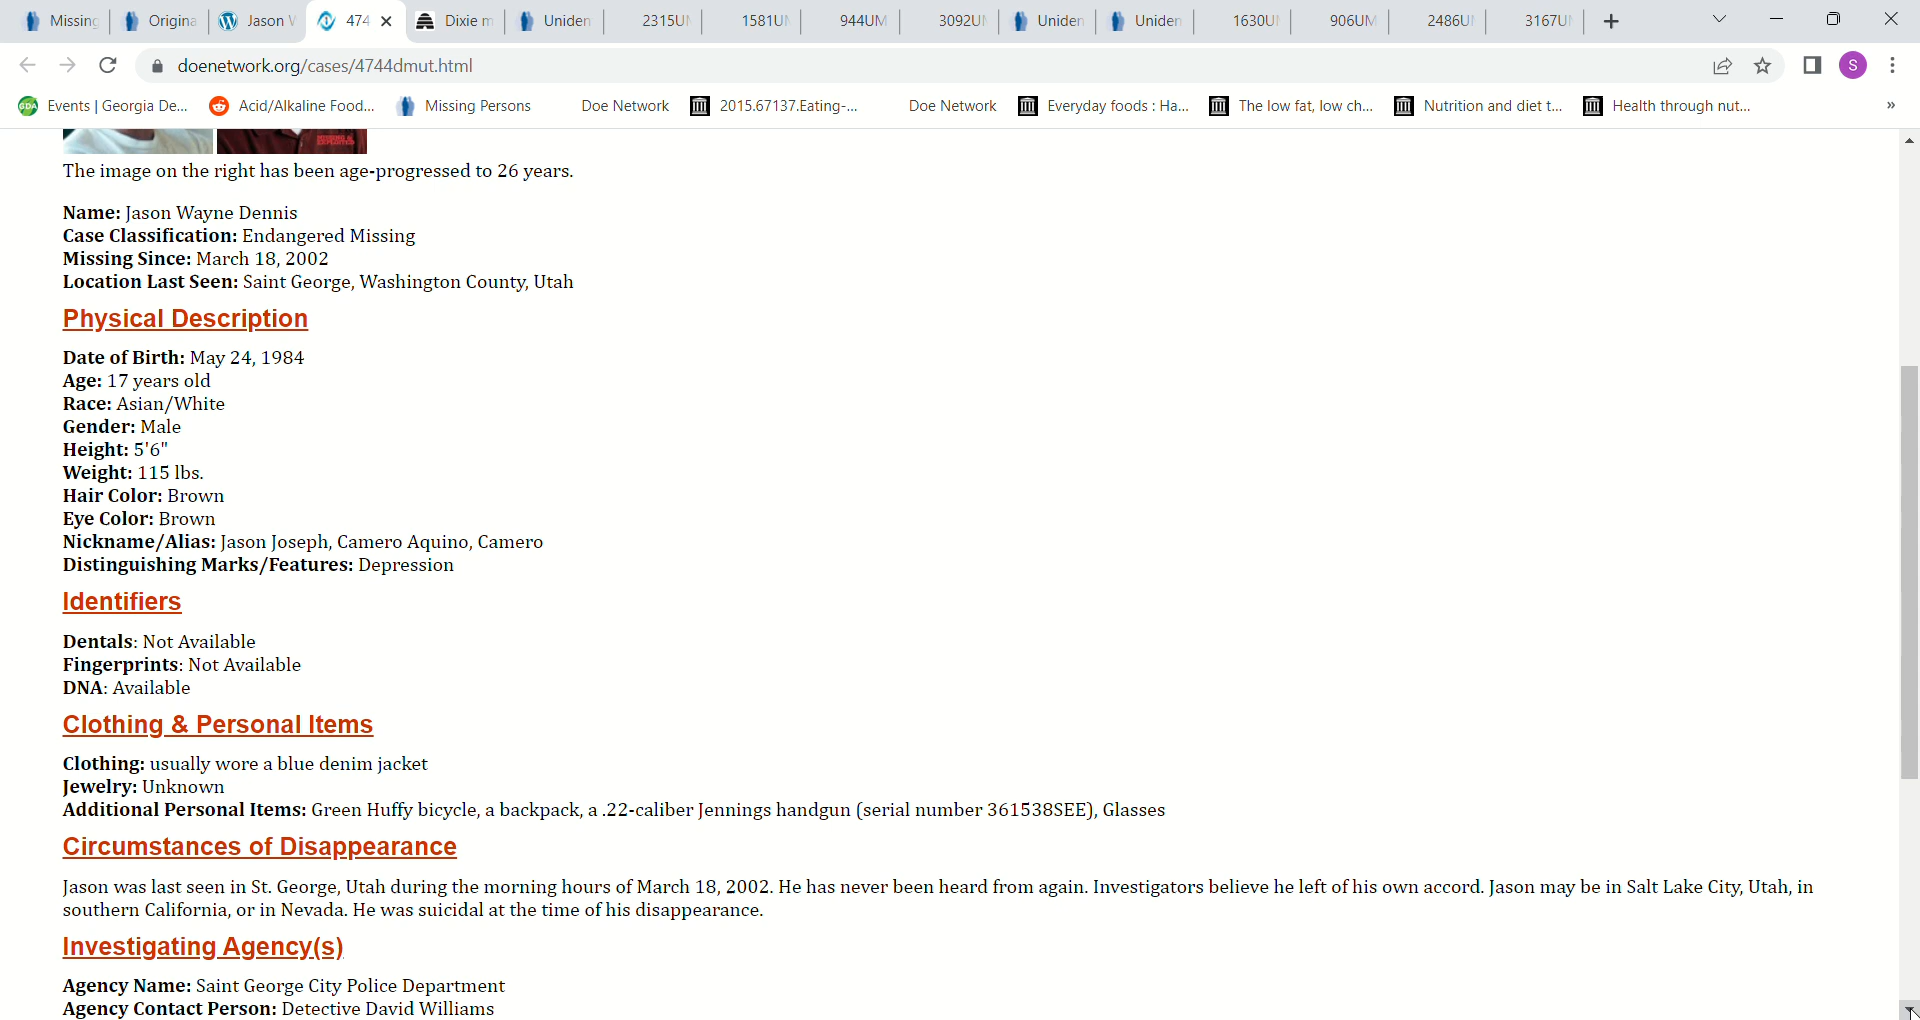 Missing
Origina
Jason W
474
Dixie m
Uniden
2315U
1581U
944UM
3092U
Uniden
Uniden
1630U
906UM
2486U
3167U
doenetwork.org/cases/4744dmut.html
S
Events | Georgia De...
Acid/Alkaline Food...
Missing Persons
Doe Network
2015.67137.Eating-...
Doe Network
Everyday foods : Ha...
The low fat, low ch...
Nutrition and diet t...
Health through nut...
»
The image on the right has been age-progressed to 26 years.
Name: Jason Wayne Dennis
Case Classification: Endangered Missing
Missing Since: March 18, 2002
Location Last Seen: Saint George, Washington County, Utah
Physical Description
Date of Birth: May 24, 1984
Age: 17 years old
Race: Asian/White
Gender: Male
Height: 5'6"
Weight: 115 lbs.
Hair Color: Brown
Eye Color: Brown
Nickname/Alias: Jason Joseph, Camero Aquino, Camero
Distinguishing Marks/Features: Depression
Identifiers
Dentals: Not Available
Fingerprints: Not Available
DNA: Available
Clothing & Personal Items
Clothing: usually wore a blue denim jacket
Jewelry: Unknown
Additional Personal Items: Green Huffy bicycle, a backpack, a .22-caliber Jennings handgun (serial number 361538SEE), Glasses
Circumstances of Disappearance
Jason was last seen in St. George, Utah during the morning hours of March 18, 2002. He has never been heard from again. Investigators believe he left of his own accord. Jason may be in Salt Lake City, Utah, in
southern California, or in Nevada. He was suicidal at the time of his disappearance.
Investigating Agency(s)
Agency Name: Saint George City Police Department
Agency Contact Person: Detective David Williams